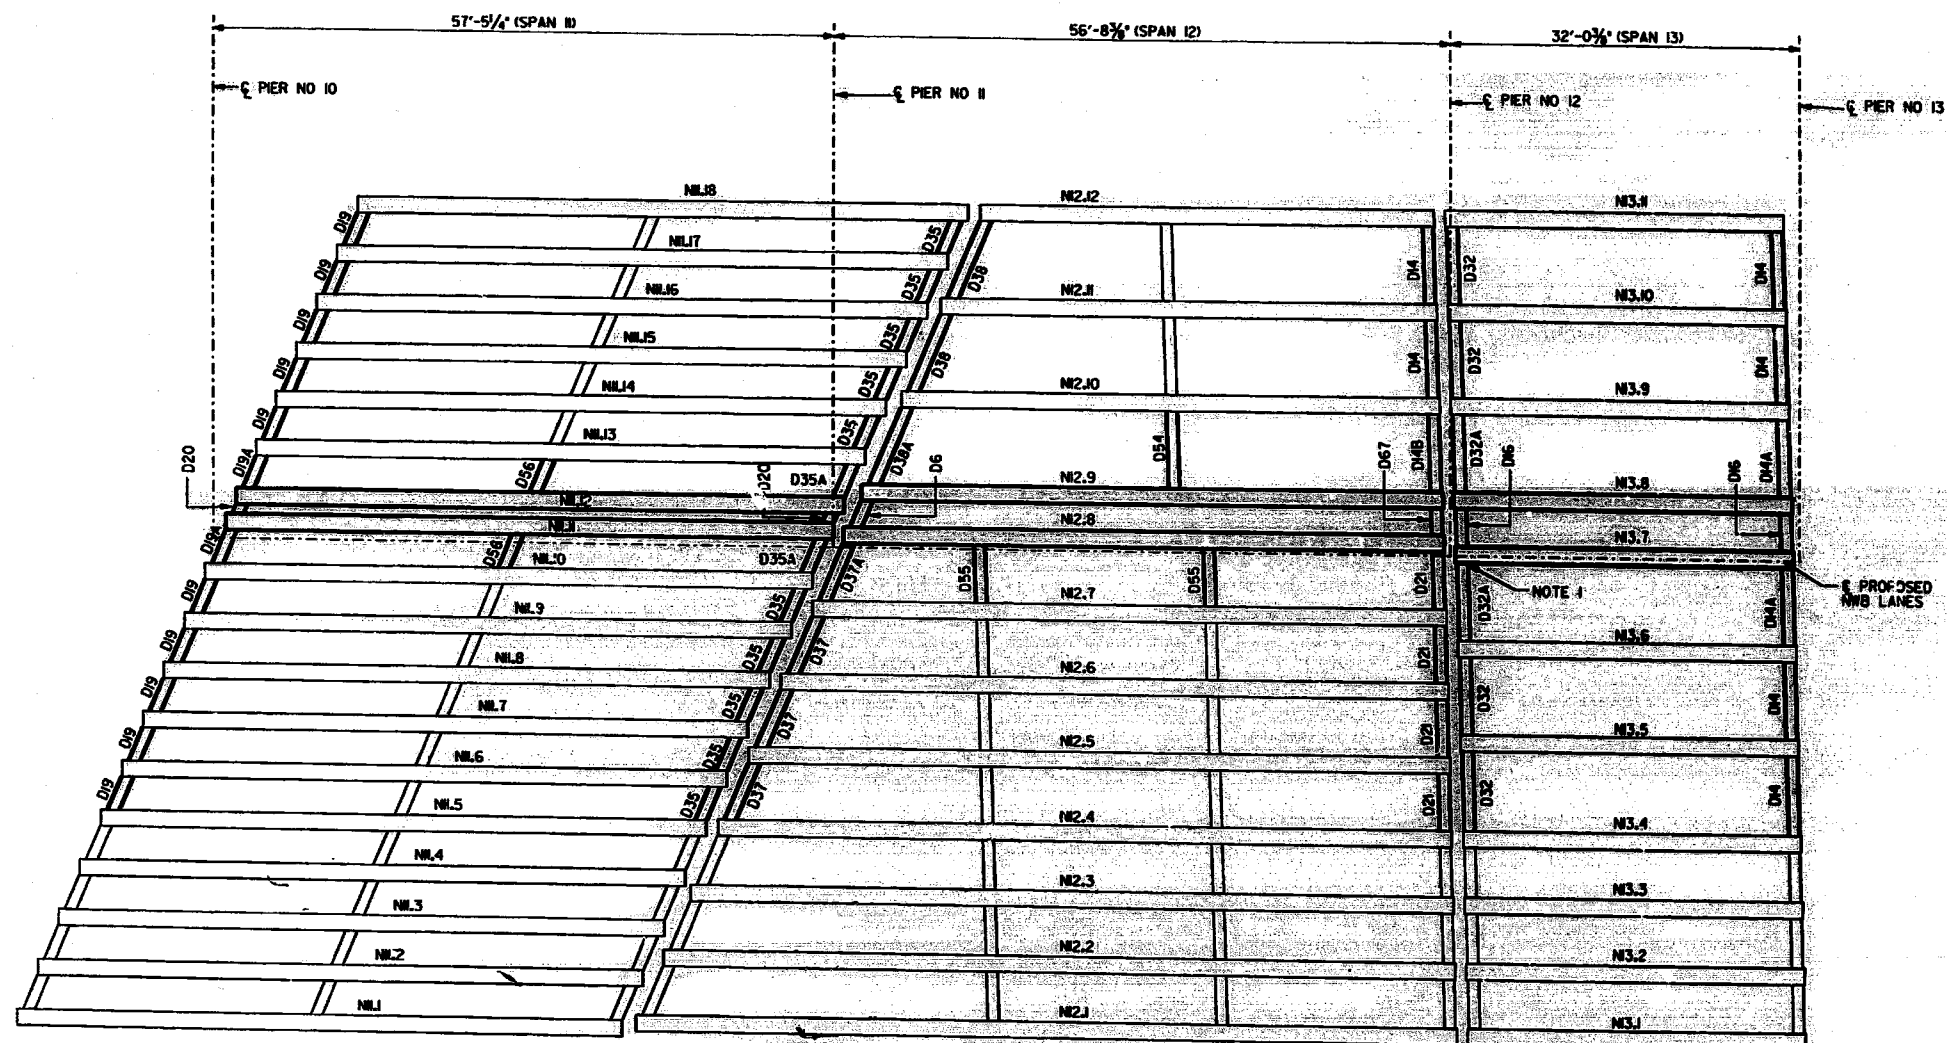 57'-5¼" (SPAN 11)
56'-8⅜" (SPAN 12)
32'-0⅜" (SPAN 13)
℄ PIER NO 10
℄ PIER NO 11
℄ PIER NO 12
℄ PIER NO 13
N11.18
N12.12
N13.11
D19
D35
N11.17
D38
D14
D32
D14
D19
D35
N11.16
N12.11
N13.10
D19
D35
N11.15
D38
D14
D32
D14
D19
D35
N11.14
N12.10
N13.9
D19
D35
N11.13
D20
D19A
D56
D20
D35A
D38A
D6
D54
D67
D14B
D32A
D16
D16
D14A
N11.12
N12.9
N13.8
N11.11
N12.8
N13.7
D19A
D56
N11.10
D35A
D37A
D55
D55
D21
NOTE 1
℄ PROPOSED
NWB LANES
D19
N11.9
D35
N12.7
D32A
D14A
N13.6
D19
N11.8
D35
D37
N12.6
D21
D19
N11.7
D35
D37
D32
D14
N13.5
D19
N11.6
D35
N12.5
D21
D19
N11.5
D35
D37
D21
D32
D14
N12.4
N13.4
N11.4
N12.3
N13.3
N11.3
N12.2
N13.2
N11.2
N11.1
N12.1
N13.1